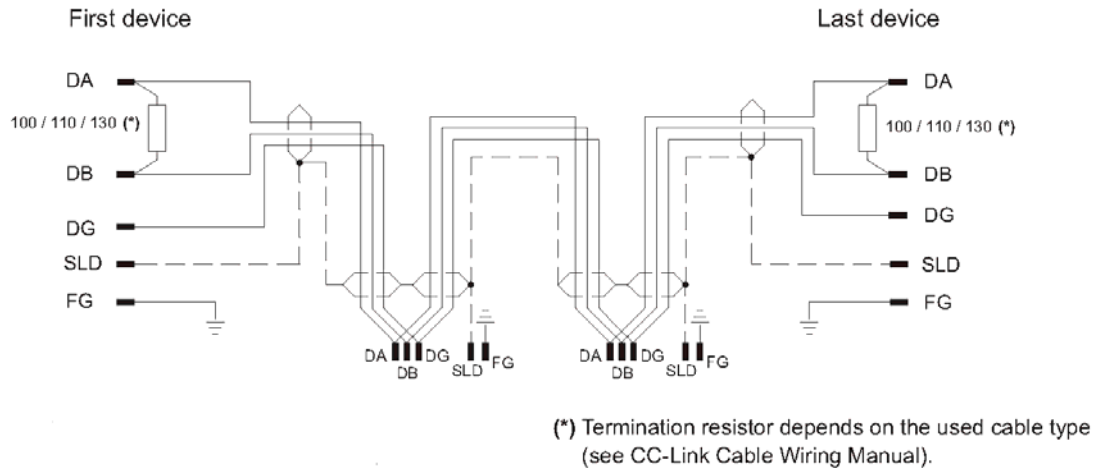 First device
Last device
DA
DA
100 / 110 / 130 (*)
100 / 110 / 130 (*)
DB
DB
DG
DG
SLD
SLD
FG
FG
DA
DB
DG
SLD
FG
DA
DB
DG
SLD
FG
(*) Termination resistor depends on the used cable type
(see CC-Link Cable Wiring Manual).